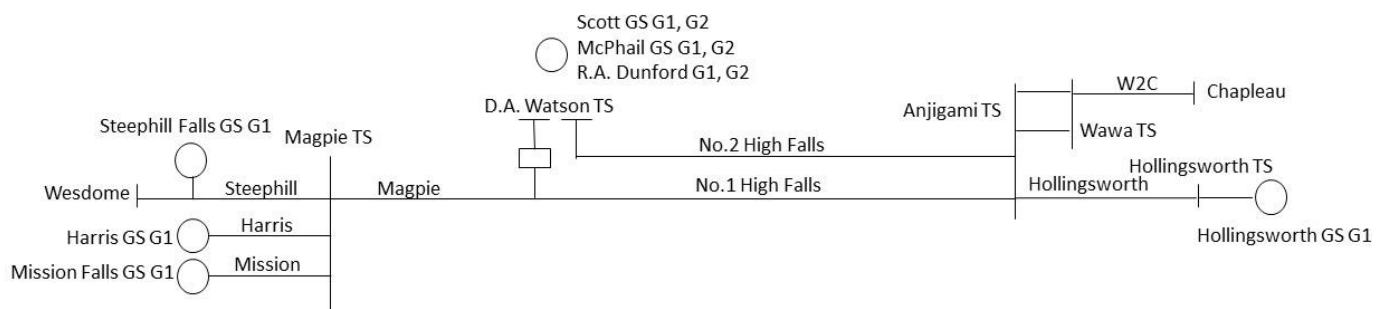 Scott GS G1, G2
McPhail GS G1, G2
R.A. Dunford G1, G2
D.A. Watson TS
Anjigami TS
W2C
Chapleau
Wawa TS
Steephill Falls GS G1
Magpie TS
No.2 High Falls
Hollingsworth TS
Wesdome
Steephill
Magpie
No.1 High Falls
Hollingsworth
Harris GS G1
Harris
Hollingsworth GS G1
Mission Falls GS G1
Mission